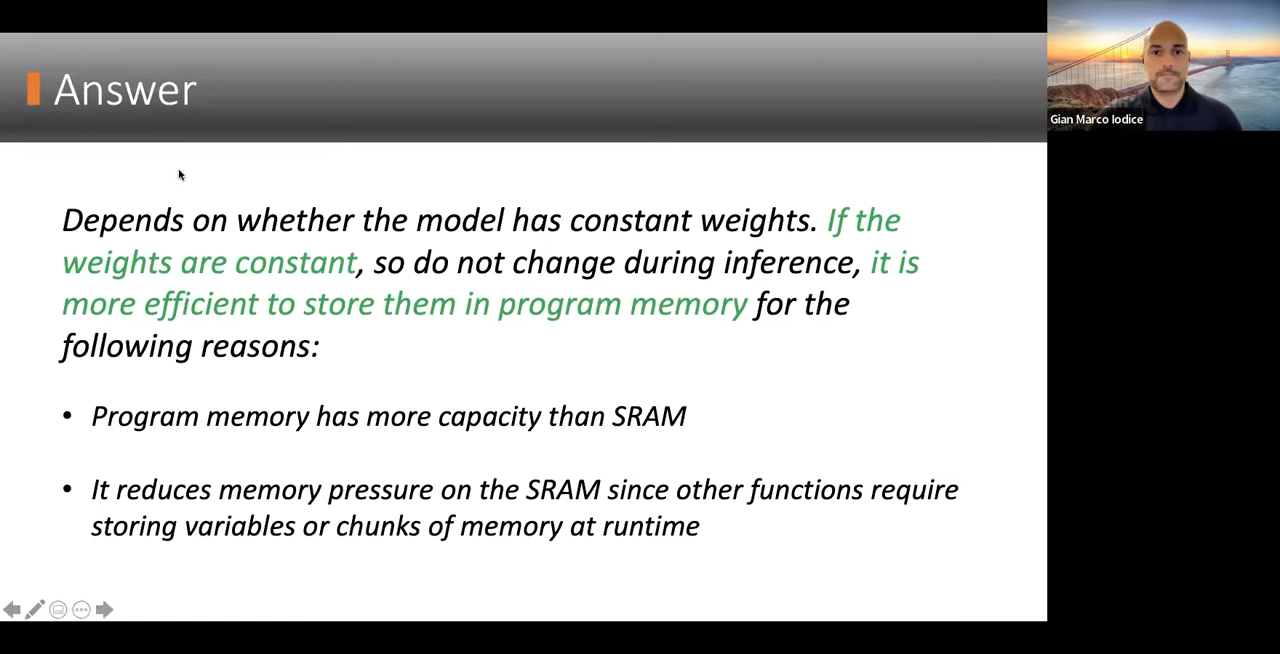 Answer
Gian Marco Iodice
Depends on whether the model has constant weights. If the
weights are constant, so do not change during inference, it is
more efficient to store them in program memory for the
following reasons:
• Program memory has more capacity than SRAM
• It reduces memory pressure on the SRAM since other functions require
storing variables or chunks of memory at runtime